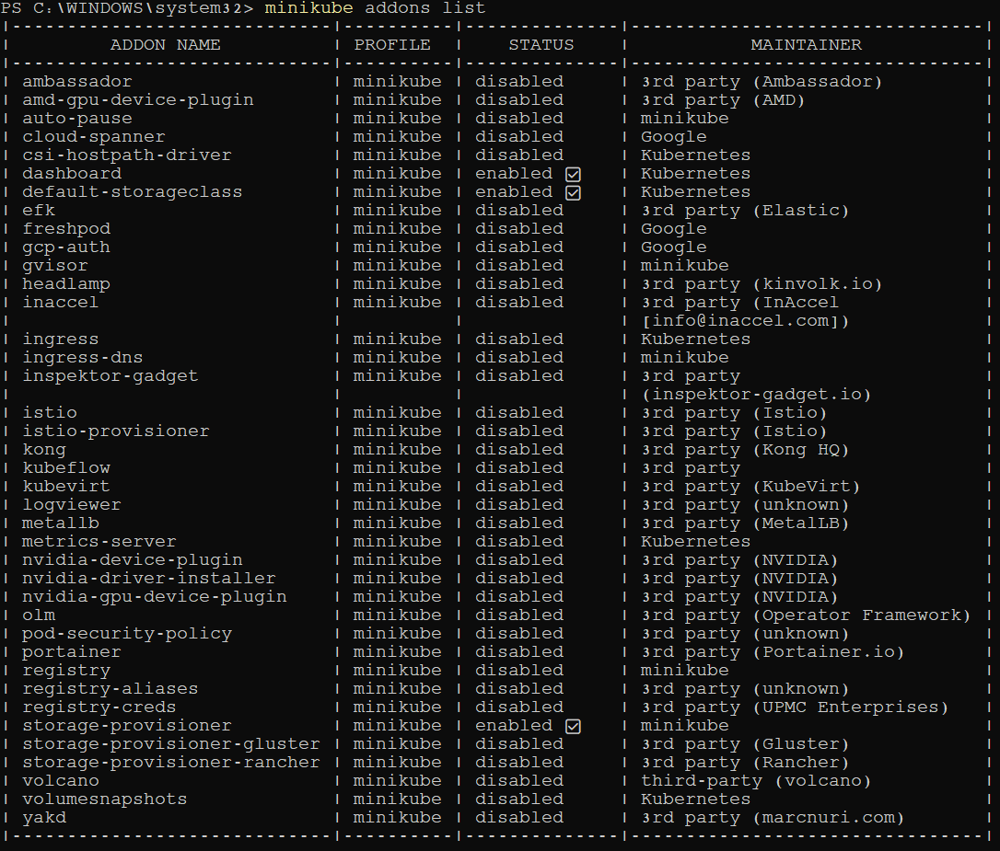 PS C:\WINDOWS\system32> minikube addons list
|-----------------------------|----------|--------------|--------------------------------|
| ADDON NAME | PROFILE | STATUS | MAINTAINER |
|-----------------------------|----------|--------------|--------------------------------|
| ambassador | minikube | disabled | 3rd party (Ambassador) |
| amd-gpu-device-plugin | minikube | disabled | 3rd party (AMD) |
| auto-pause | minikube | disabled | minikube |
| cloud-spanner | minikube | disabled | Google |
| csi-hostpath-driver | minikube | disabled | Kubernetes |
| dashboard | minikube | enabled ☑ | Kubernetes |
| default-storageclass | minikube | enabled ☑ | Kubernetes |
| efk | minikube | disabled | 3rd party (Elastic) |
| freshpod | minikube | disabled | Google |
| gcp-auth | minikube | disabled | Google |
| gvisor | minikube | disabled | minikube |
| headlamp | minikube | disabled | 3rd party (kinvolk.io) |
| inaccel | minikube | disabled | 3rd party (InAccel |
| | | | [info@inaccel.com]) |
| ingress | minikube | disabled | Kubernetes |
| ingress-dns | minikube | disabled | minikube |
| inspektor-gadget | minikube | disabled | 3rd party |
| | | | (inspektor-gadget.io) |
| istio | minikube | disabled | 3rd party (Istio) |
| istio-provisioner | minikube | disabled | 3rd party (Istio) |
| kong | minikube | disabled | 3rd party (Kong HQ) |
| kubeflow | minikube | disabled | 3rd party |
| kubevirt | minikube | disabled | 3rd party (KubeVirt) |
| logviewer | minikube | disabled | 3rd party (unknown) |
| metallb | minikube | disabled | 3rd party (MetalLB) |
| metrics-server | minikube | disabled | Kubernetes |
| nvidia-device-plugin | minikube | disabled | 3rd party (NVIDIA) |
| nvidia-driver-installer | minikube | disabled | 3rd party (NVIDIA) |
| nvidia-gpu-device-plugin | minikube | disabled | 3rd party (NVIDIA) |
| olm | minikube | disabled | 3rd party (Operator Framework) |
| pod-security-policy | minikube | disabled | 3rd party (unknown) |
| portainer | minikube | disabled | 3rd party (Portainer.io) |
| registry | minikube | disabled | minikube |
| registry-aliases | minikube | disabled | 3rd party (unknown) |
| registry-creds | minikube | disabled | 3rd party (UPMC Enterprises) |
| storage-provisioner | minikube | enabled ☑ | minikube |
| storage-provisioner-gluster | minikube | disabled | 3rd party (Gluster) |
| storage-provisioner-rancher | minikube | disabled | 3rd party (Rancher) |
| volcano | minikube | disabled | third-party (volcano) |
| volumesnapshots | minikube | disabled | Kubernetes |
| yakd | minikube | disabled | 3rd party (marcnuri.com) |
|-----------------------------|----------|--------------|--------------------------------|